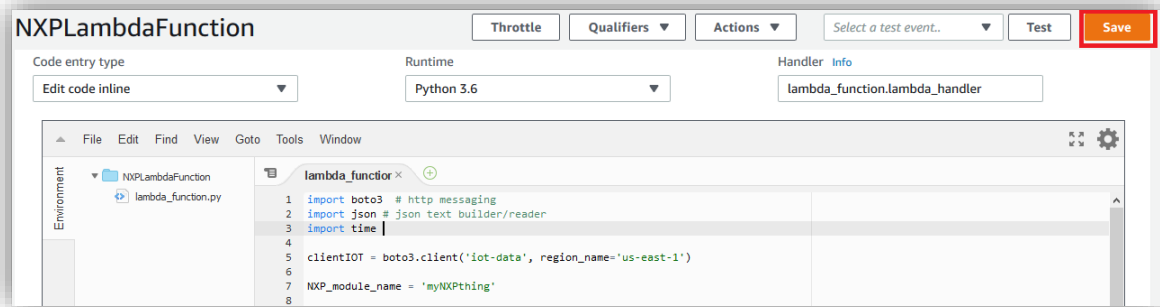 NXPLambdaFunction Throttle Qualifiers Actions Select a test event.. Test Save
Code entry type Runtime Handler Info
Edit code inline Python 3.6 lambda_function.lambda_handler
File Edit Find View Goto Tools Window
Environment
NXPLambdaFunction
lambda_function.py
lambda_function
1 import boto3 # http messaging
2 import json # json text builder/reader
3 import time
4
5 clientIOT = boto3.client('iot-data', region_name='us-east-1')
6
7 NXP_module_name = 'myNXPthing'
8